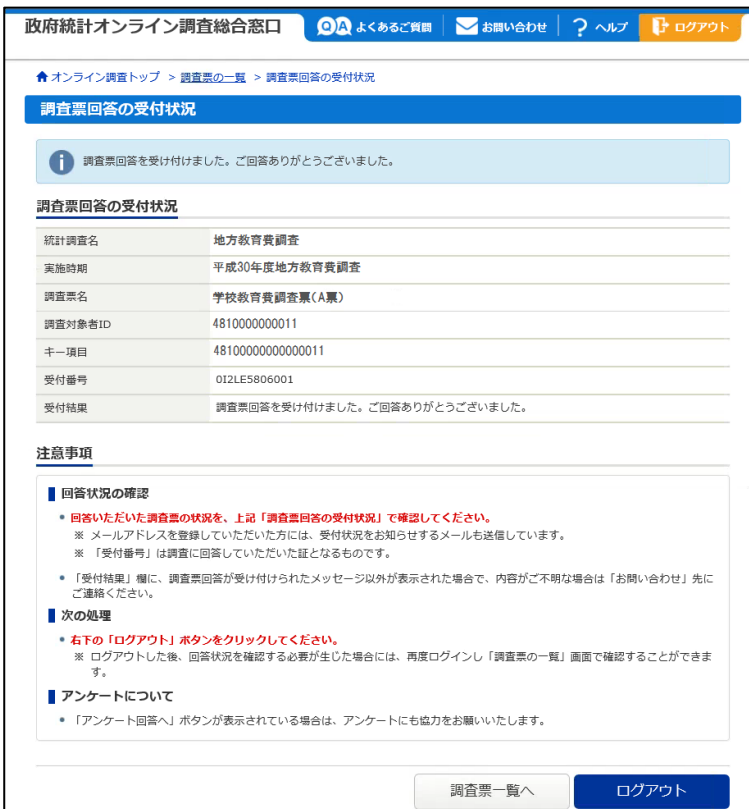 政府統計オンライン調査総合窓口
QA よくあるご質問
お問い合わせ
? ヘルプ
ログアウト
オンライン調査トップ > 調査票の一覧 > 調査票回答の受付状況
調査票回答の受付状況
i 調査票回答を受け付けました。ご回答ありがとうございました。
調査票回答の受付状況
統計調査名 地方教育費調査
実施時期 平成30年度地方教育費調査
調査票名 学校教育費調査票(A票)
調査対象者ID 4810000000011
キー項目 48100000000000011
受付番号 0I2LE5806001
受付結果 調査票回答を受け付けました。ご回答ありがとうございました。
注意事項
回答状況の確認
• 回答いただいた調査票の状況を、上記「調査票回答の受付状況」で確認してください。
※ メールアドレスを登録していただいた方には、受付状況をお知らせするメールも送信しています。
※ 「受付番号」は調査に回答していただいた証となるものです。
• 「受付結果」欄に、調査票回答が受け付けられたメッセージ以外が表示された場合で、内容がご不明な場合は「お問い合わせ」先に
ご連絡ください。
次の処理
• 右下の「ログアウト」ボタンをクリックしてください。
※ ログアウトした後、回答状況を確認する必要が生じた場合には、再度ログインし「調査票の一覧」画面で確認することができま
す。
アンケートについて
• 「アンケート回答へ」ボタンが表示されている場合は、アンケートにも協力をお願いいたします。
調査票一覧へ
ログアウト